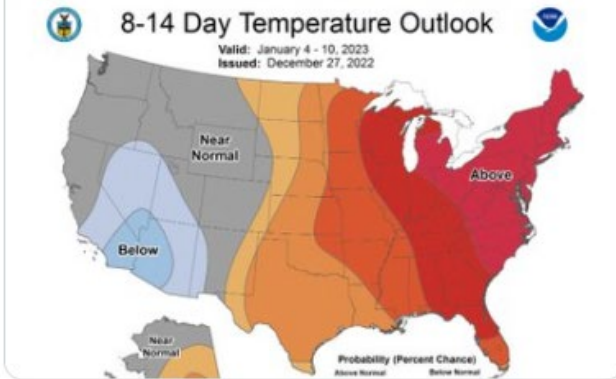 8-14 Day Temperature Outlook
Valid: January 4 - 10, 2023
Issued: December 27, 2022
Near
Normal
Above
Below
Near
Normal
Probability (Percent Chance)
Above Normal Below Normal